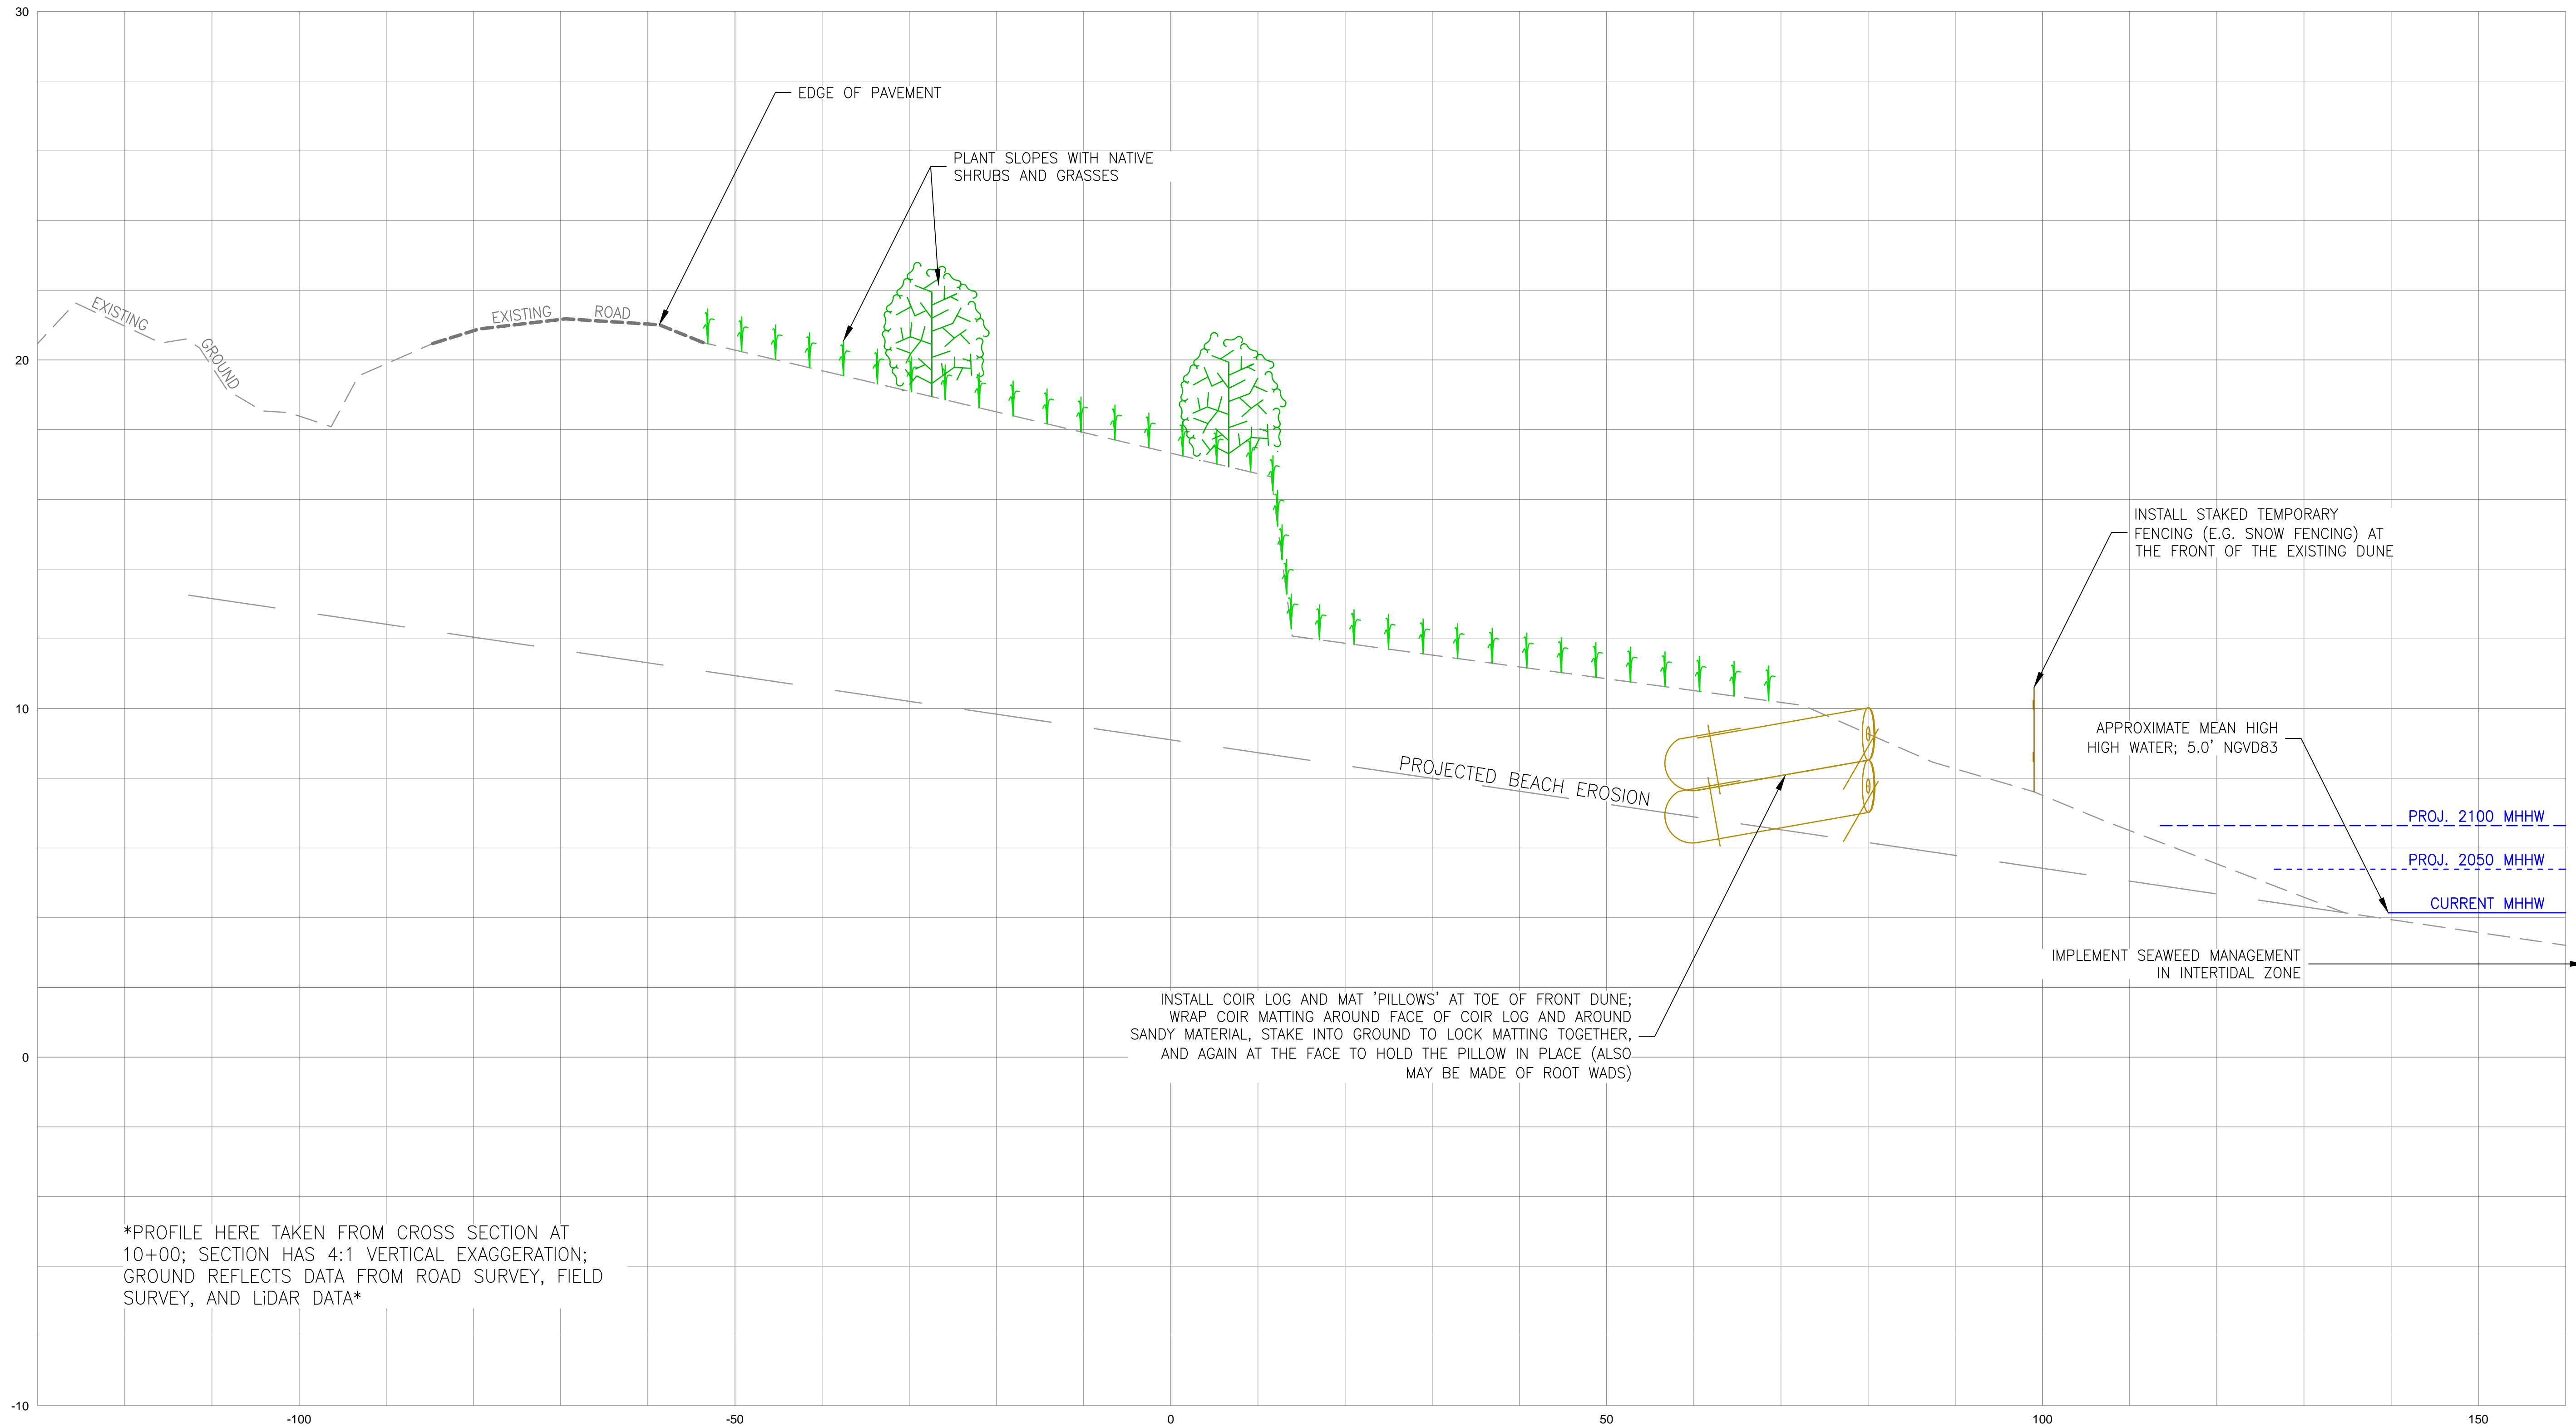 30
EDGE OF PAVEMENT
PLANT SLOPES WITH NATIVE
SHRUBS AND GRASSES
EXISTING
GROUND
EXISTING ROAD
20
INSTALL STAKED TEMPORARY
FENCING (E.G. SNOW FENCING) AT
THE FRONT OF THE EXISTING DUNE
10
APPROXIMATE MEAN HIGH
HIGH WATER; 5.0' NGVD83
PROJECTED BEACH EROSION
PROJ. 2100 MHHW
PROJ. 2050 MHHW
CURRENT MHHW
IMPLEMENT SEAWEED MANAGEMENT
IN INTERTIDAL ZONE
INSTALL COIR LOG AND MAT 'PILLOWS' AT TOE OF FRONT DUNE;
WRAP COIR MATTING AROUND FACE OF COIR LOG AND AROUND
SANDY MATERIAL, STAKE INTO GROUND TO LOCK MATTING TOGETHER,
AND AGAIN AT THE FACE TO HOLD THE PILLOW IN PLACE (ALSO
MAY BE MADE OF ROOT WADS)
0
*PROFILE HERE TAKEN FROM CROSS SECTION AT
10+00; SECTION HAS 4:1 VERTICAL EXAGGERATION;
GROUND REFLECTS DATA FROM ROAD SURVEY, FIELD
SURVEY, AND LiDAR DATA*
-10
-100 -50 0 50 100 150